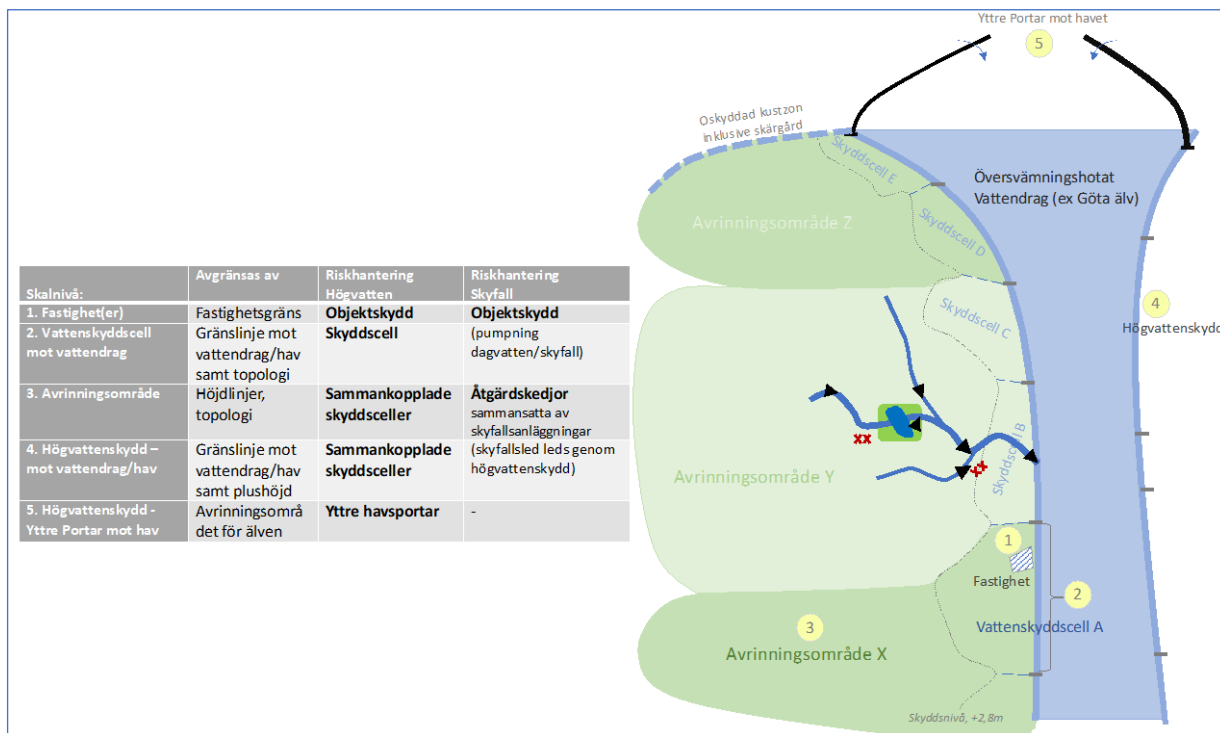 Yttre Portar mot havet
5
Oskyddad kustzon
inklusive skärgård
Skyddscell E
Översvämningshotat
Vattendrag (ex Göta älv)
Avrinningsområde Z
Skyddscell D
Skyddscell C
4
Högvattenskydd
Skalnivå:
Avgränsas av
Riskhantering
Högvatten
Riskhantering
Skyfall
1. Fastighet(er)
Fastighetsgräns
Objektskydd
Objektskydd
2. Vattenskyddscell
mot vattendrag
Gränslinje mot
vattendrag/hav
samt topologi
Skyddscell
(pumpning
dagvatten/skyfall)
3. Avrinningsområde
Höjdlinjer,
topologi
Sammankopplade
skyddsceller
Åtgärdskedjor
sammansatta av
skyfallsanläggningar
4. Högvattenskydd –
mot vattendrag/hav
Gränslinje mot
vattendrag/hav
samt plushöjd
Sammankopplade
skyddsceller
(skyfallsled leds genom
högvattenskydd)
5. Högvattenskydd -
Yttre Portar mot hav
Avrinningsområ
det för älven
Yttre havsportar
-
xx
xx
Skyddscell B
Avrinningsområde Y
1
Fastighet
2
Vattenskyddscell A
3
Avrinningsområde X
Skyddsnivå, +2,8m